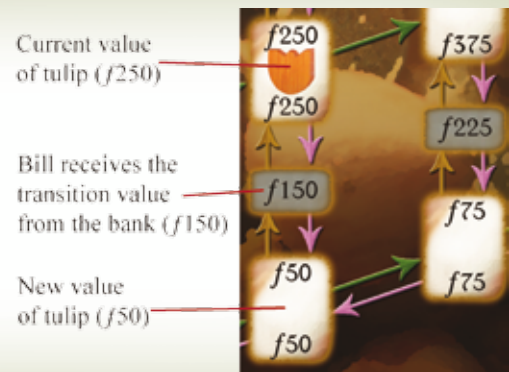 Current value
of tulip (ƒ250)
Bill receives the
transition value
from the bank (ƒ150)
New value
of tulip (ƒ50)
ƒ250
ƒ250
ƒ150
ƒ50
ƒ50
ƒ375
ƒ225
ƒ75
ƒ75